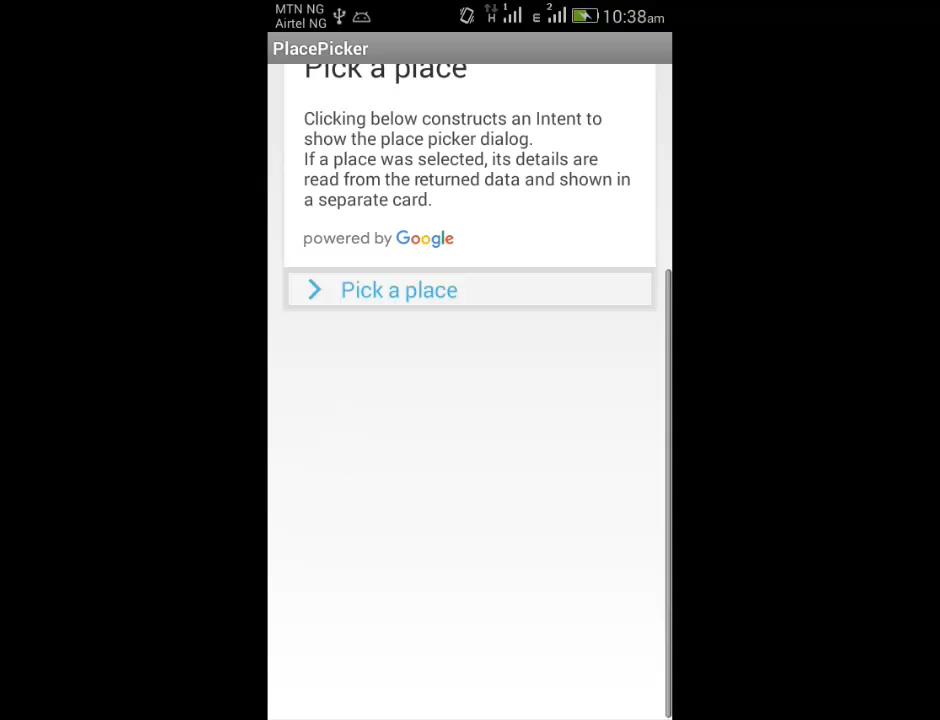 MTN NG
Airtel NG
H 1 E 2 10:38am
PlacePicker
Pick a place
Clicking below constructs an Intent to
show the place picker dialog.
If a place was selected, its details are
read from the returned data and shown in
a separate card.
powered by Google
Pick a place